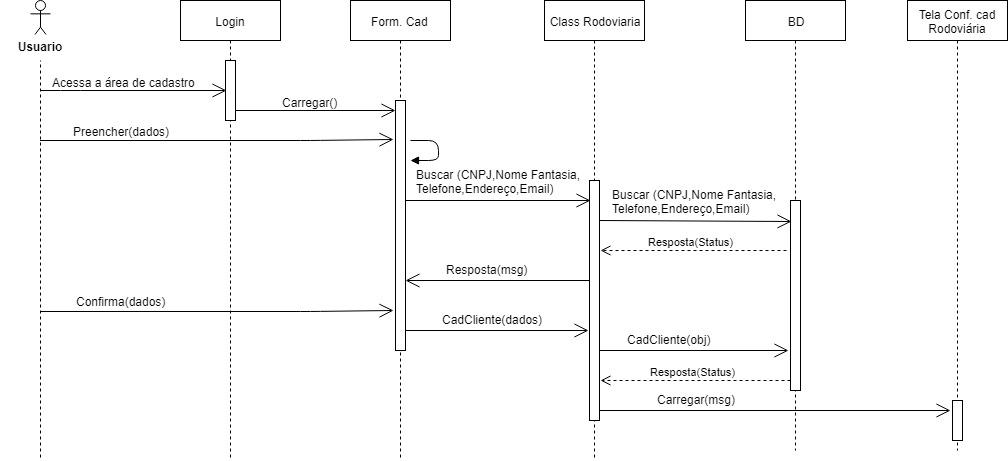 Usuario
Login
Form. Cad
Class Rodoviaria
BD
Tela Conf. cad
Rodoviária
Acessa a área de cadastro
Carregar()
Preencher(dados)
Buscar (CNPJ,Nome Fantasia,
Telefone,Endereço,Email)
Buscar (CNPJ,Nome Fantasia,
Telefone,Endereço,Email)
Resposta(Status)
Resposta(msg)
Confirma(dados)
CadCliente(dados)
CadCliente(obj)
Resposta(Status)
Carregar(msg)